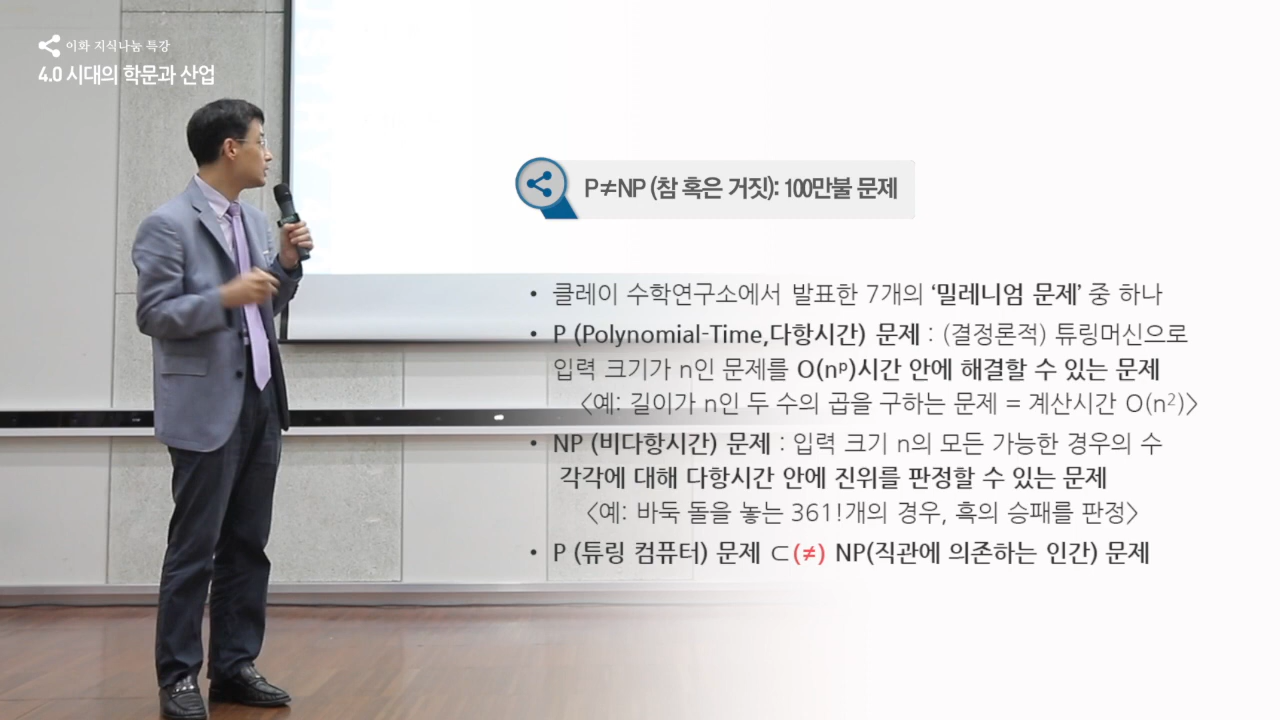 이화 지식나눔 특강
4.0 시대의 학문과 산업
P≠NP (참 혹은 거짓): 100만불 문제
• 클레이 수학연구소에서 발표한 7개의 ‘밀레니엄 문제’ 중 하나
• P (Polynomial-Time,다항시간) 문제 : (결정론적) 튜링머신으로
입력 크기가 n인 문제를 O(nᵖ)시간 안에 해결할 수 있는 문제
〈예: 길이가 n인 두 수의 곱을 구하는 문제 = 계산시간 O(n²)〉
• NP (비다항시간) 문제 : 입력 크기 n의 모든 가능한 경우의 수
각각에 대해 다항시간 안에 진위를 판정할 수 있는 문제
〈예: 바둑 돌을 놓는 361!개의 경우, 흑의 승패를 판정〉
• P (튜링 컴퓨터) 문제 ⊂(≠) NP(직관에 의존하는 인간) 문제